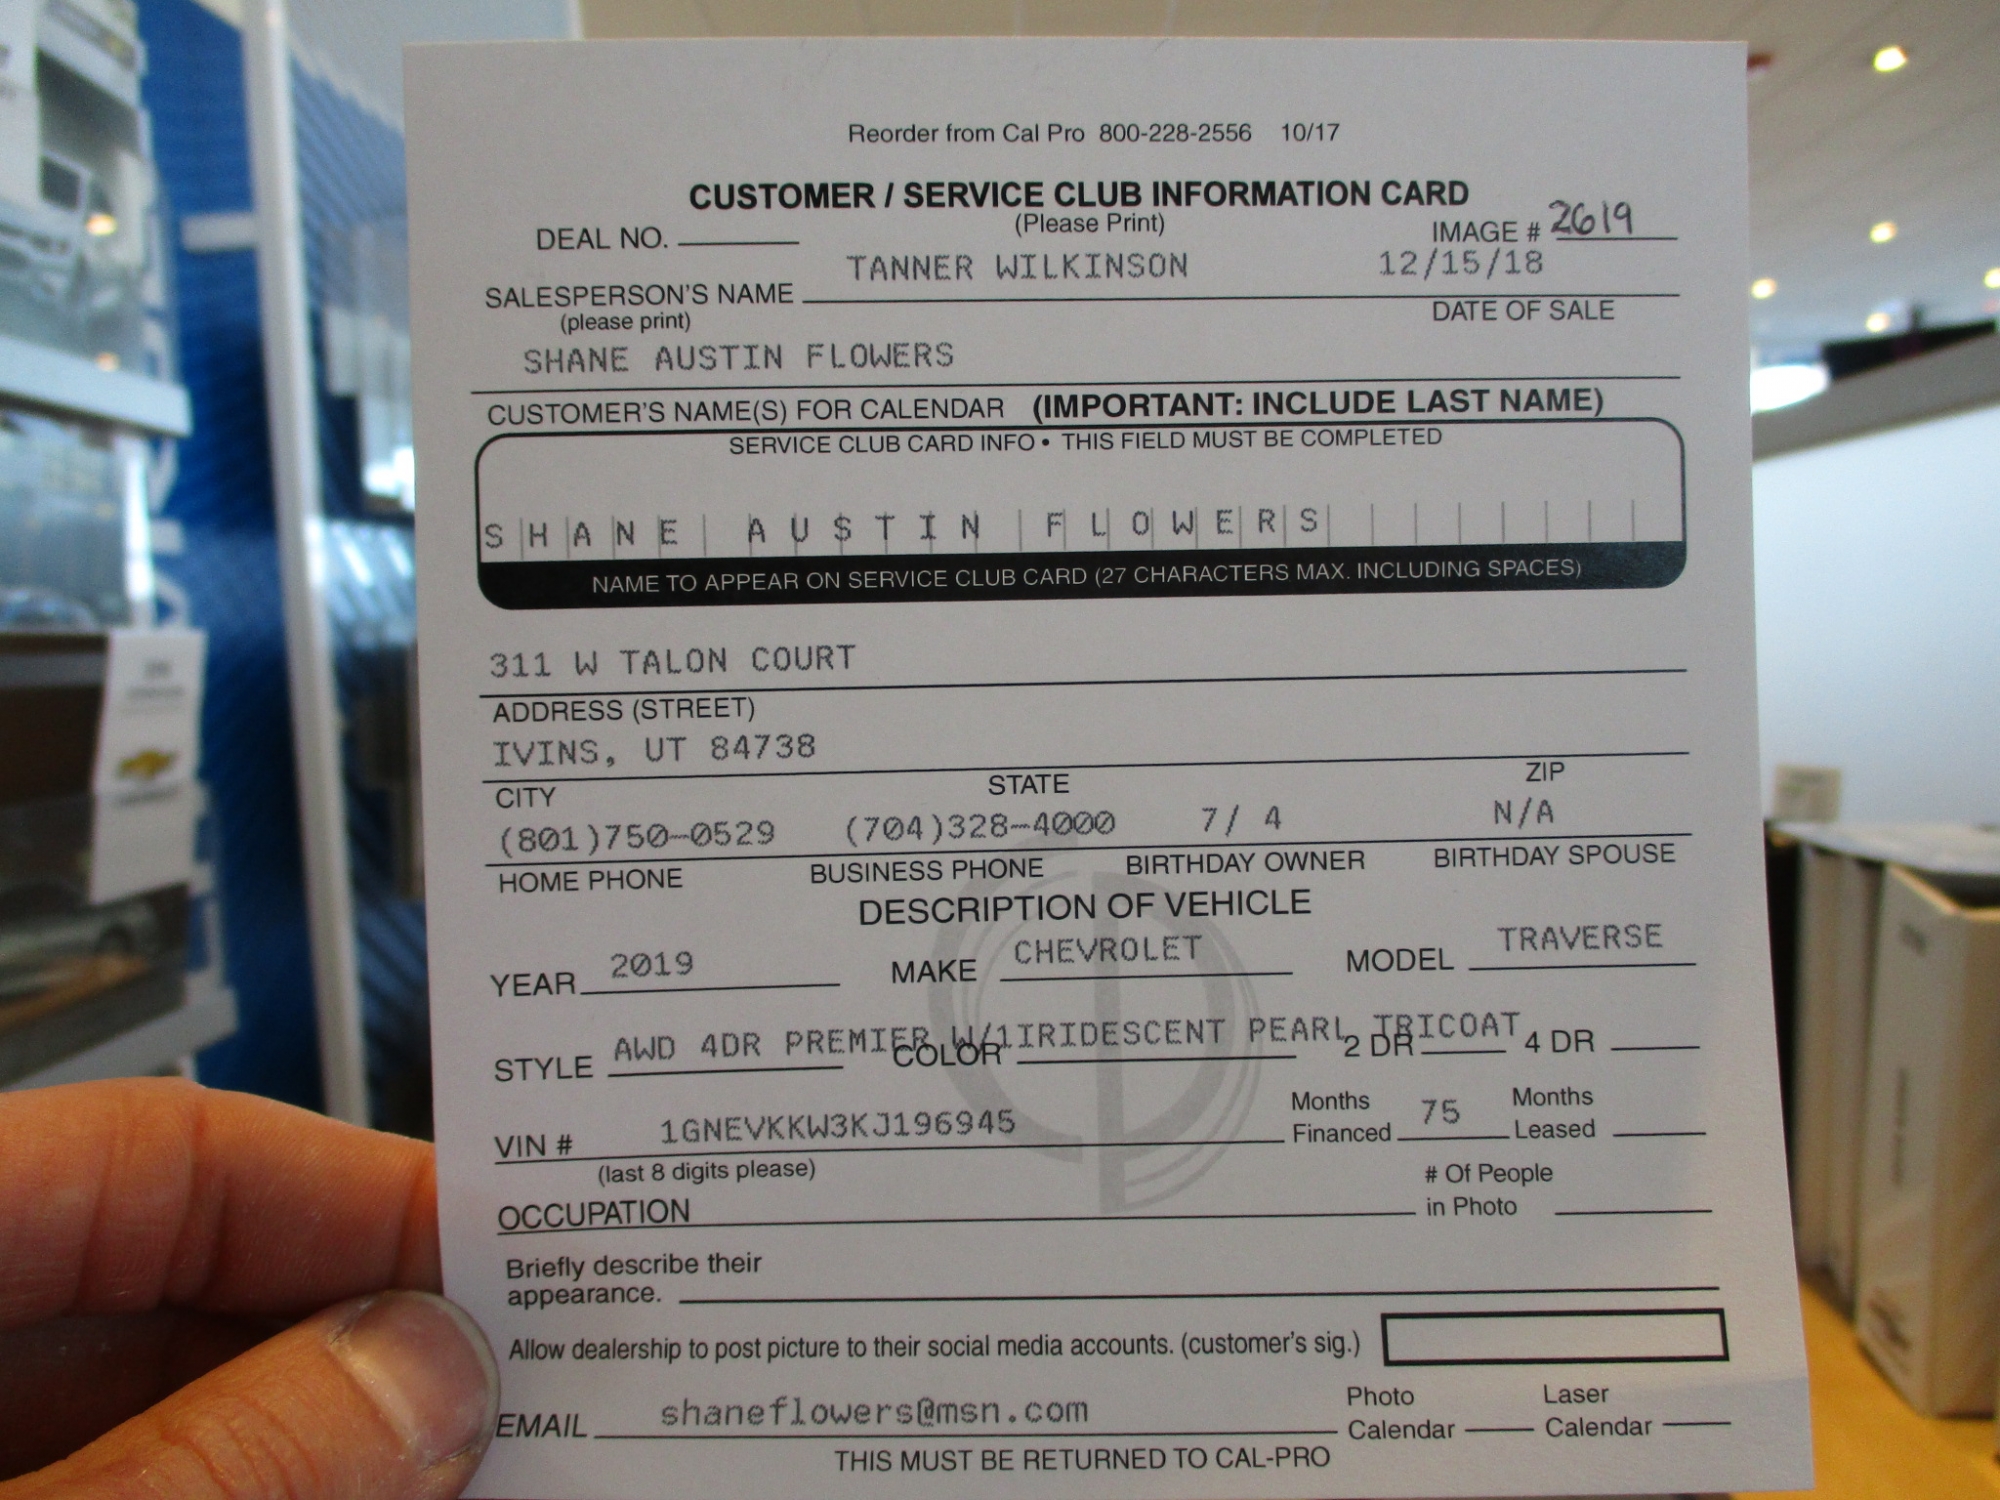 Reorder from Cal Pro 800-228-2556 10/17
CUSTOMER / SERVICE CLUB INFORMATION CARD
(Please Print)
DEAL NO. IMAGE # 2619
TANNER WILKINSON 12/15/18
SALESPERSON'S NAME DATE OF SALE
(please print)
SHANE AUSTIN FLOWERS
CUSTOMER'S NAME(S) FOR CALENDAR (IMPORTANT: INCLUDE LAST NAME)
SERVICE CLUB CARD INFO • THIS FIELD MUST BE COMPLETED
SHANE AUSTIN FLOWERS
NAME TO APPEAR ON SERVICE CLUB CARD (27 CHARACTERS MAX. INCLUDING SPACES)
311 W TALON COURT
ADDRESS (STREET)
IVINS, UT 84738
CITY STATE ZIP
(801)750-0529 (704)328-4000 7/ 4 N/A
HOME PHONE BUSINESS PHONE BIRTHDAY OWNER BIRTHDAY SPOUSE
DESCRIPTION OF VEHICLE
YEAR 2019 MAKE CHEVROLET MODEL TRAVERSE
AWD 4DR PREMIER W/1IRIDESCENT PEARL TRICOAT
STYLE COLOR 2 DR 4 DR
VIN # 1GNEVKKW3KJ196945 Months Financed 75 Months Leased
(last 8 digits please)
OCCUPATION # Of People in Photo
Briefly describe their
appearance.
Allow dealership to post picture to their social media accounts. (customer's sig.)
EMAIL shaneflowers@msn.com Photo Calendar Laser Calendar
THIS MUST BE RETURNED TO CAL-PRO